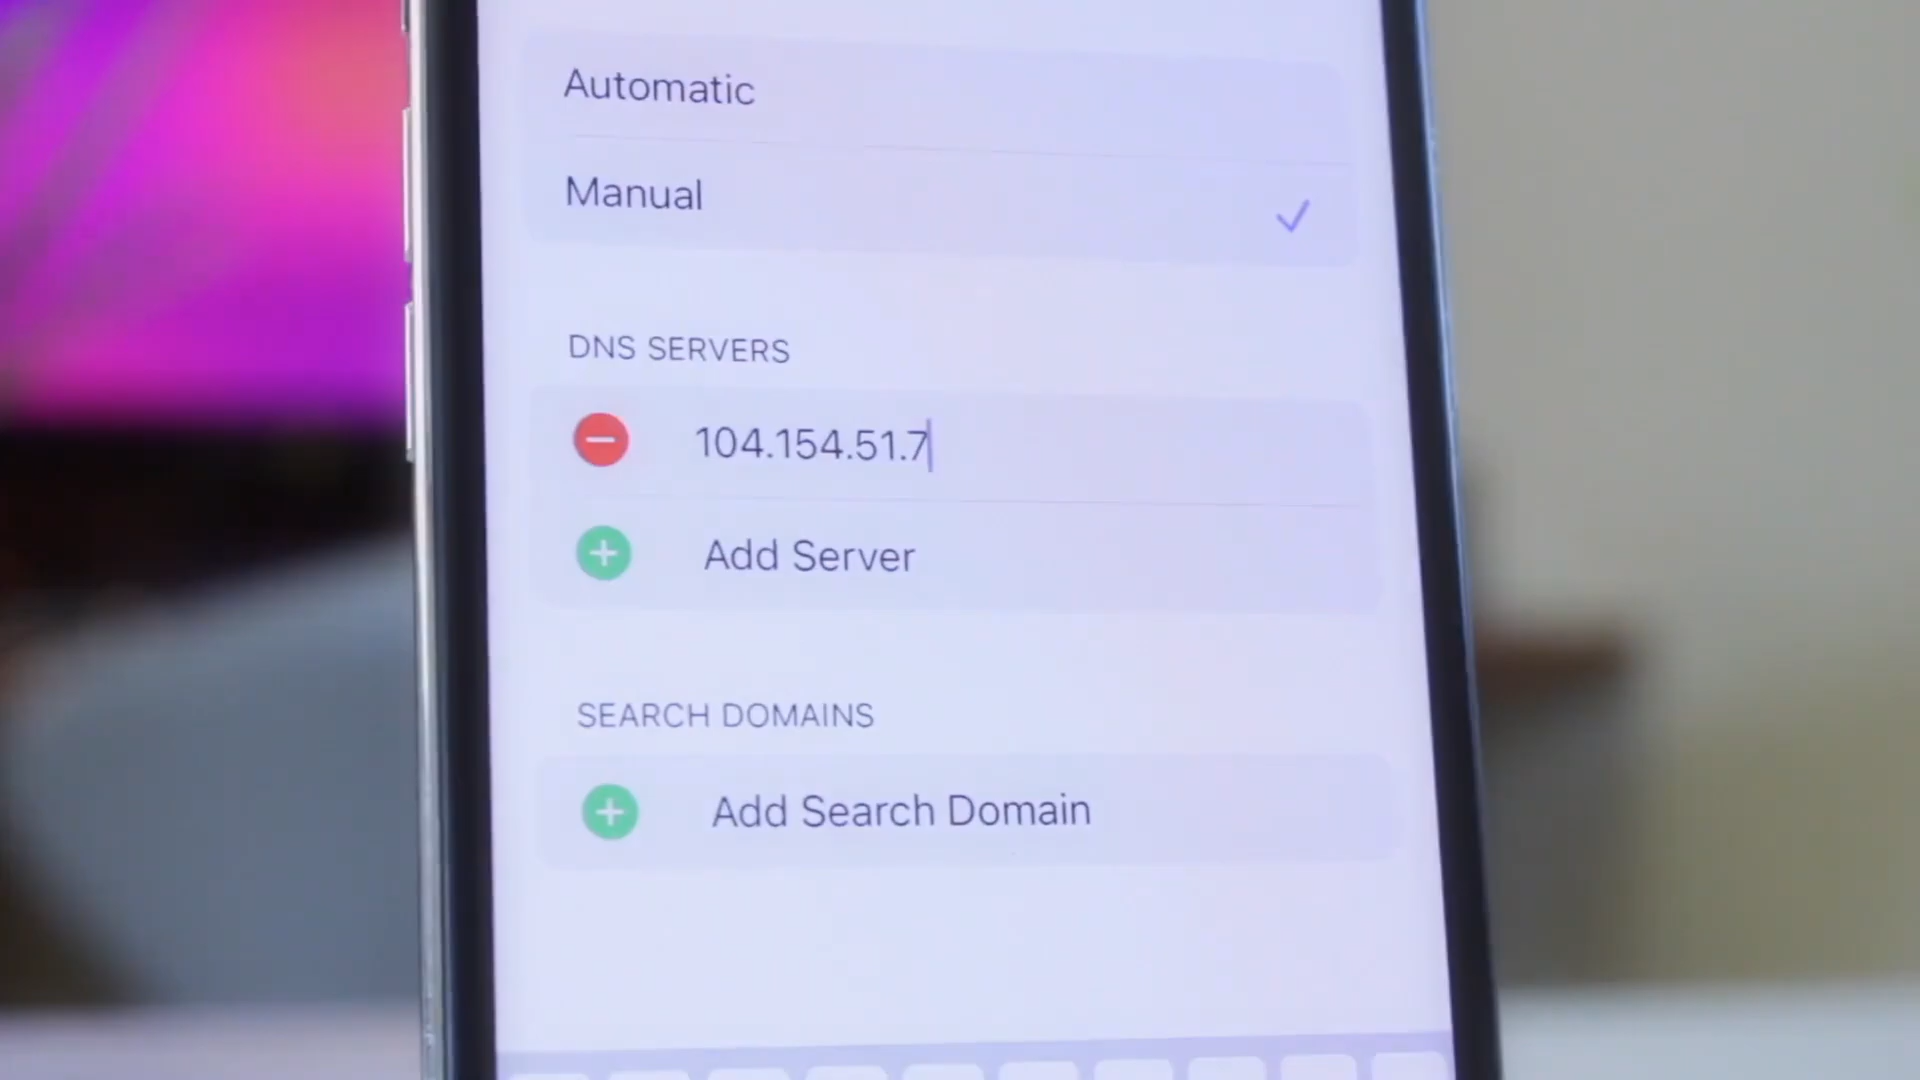 Automatic
Manual
DNS SERVERS
104.154.51.7
Add Server
SEARCH DOMAINS
Add Search Domain